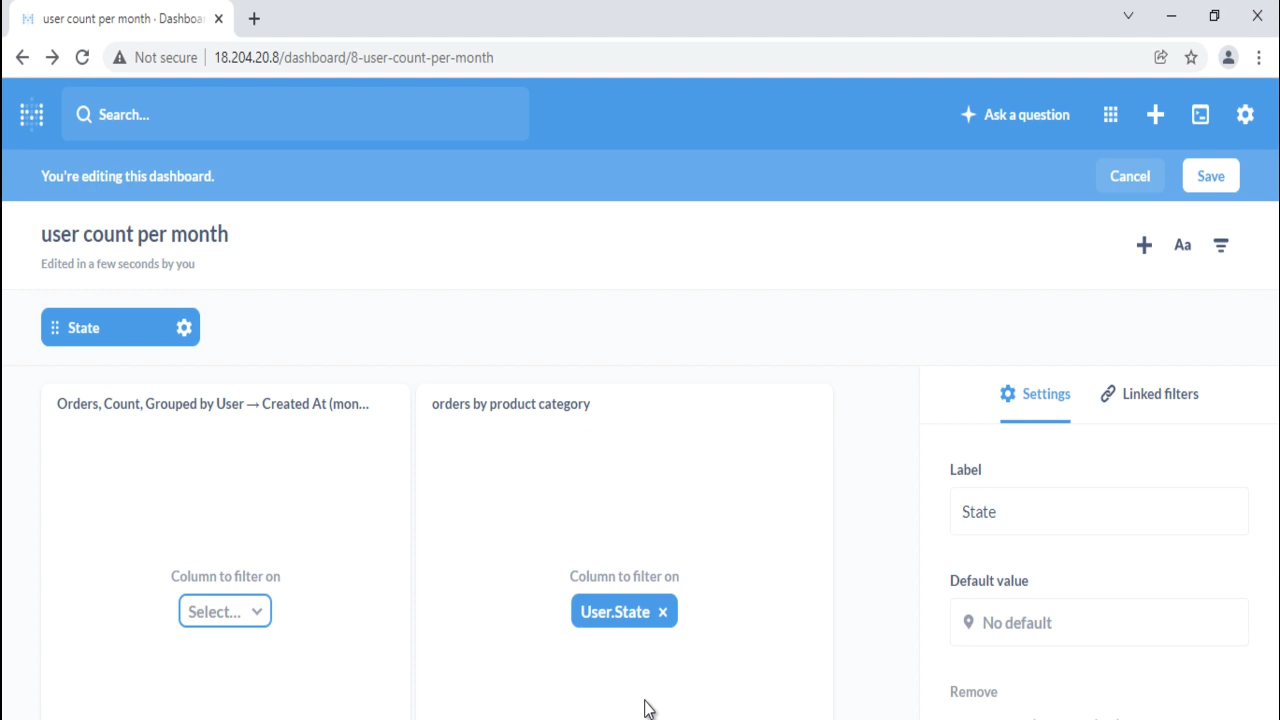 user count per month · Dashboa
Not secure
18.204.20.8/dashboard/8-user-count-per-month
Search...
Ask a question
You're editing this dashboard.
Cancel
Save
user count per month
Edited in a few seconds by you
Aa
State
Orders, Count, Grouped by User → Created At (mon...
orders by product category
Settings
Linked filters
Label
State
Column to filter on
Column to filter on
Default value
Select...
User.State ×
No default
Remove